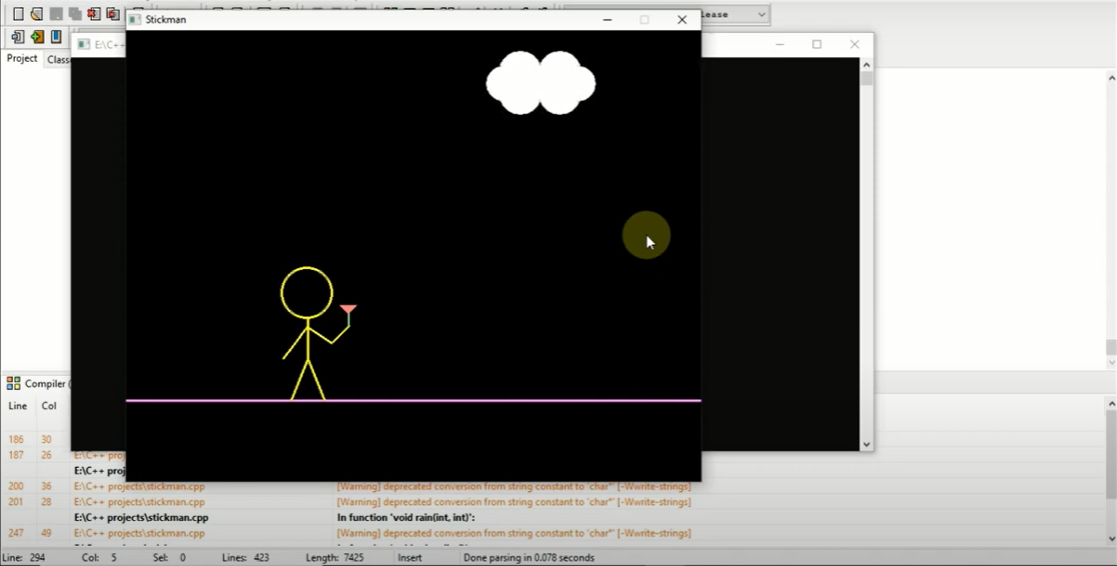 Stickman
lease
E:\C++
Project Classe
Compiler (
Line Col
186 30
187 26 E:\C++ proj
E:\C++ proj
200 36 E:\C++ projects\stickman.cpp [Warning] deprecated conversion from string constant to 'char*' [-Wwrite-strings]
201 28 E:\C++ projects\stickman.cpp [Warning] deprecated conversion from string constant to 'char*' [-Wwrite-strings]
E:\C++ projects\stickman.cpp In function 'void rain(int, int)':
247 49 E:\C++ projects\stickman.cpp [Warning] deprecated conversion from string constant to 'char*' [-Wwrite-strings]
Line: 294 Col: 5 Sel: 0 Lines: 423 Length: 7425 Insert Done parsing in 0.078 seconds